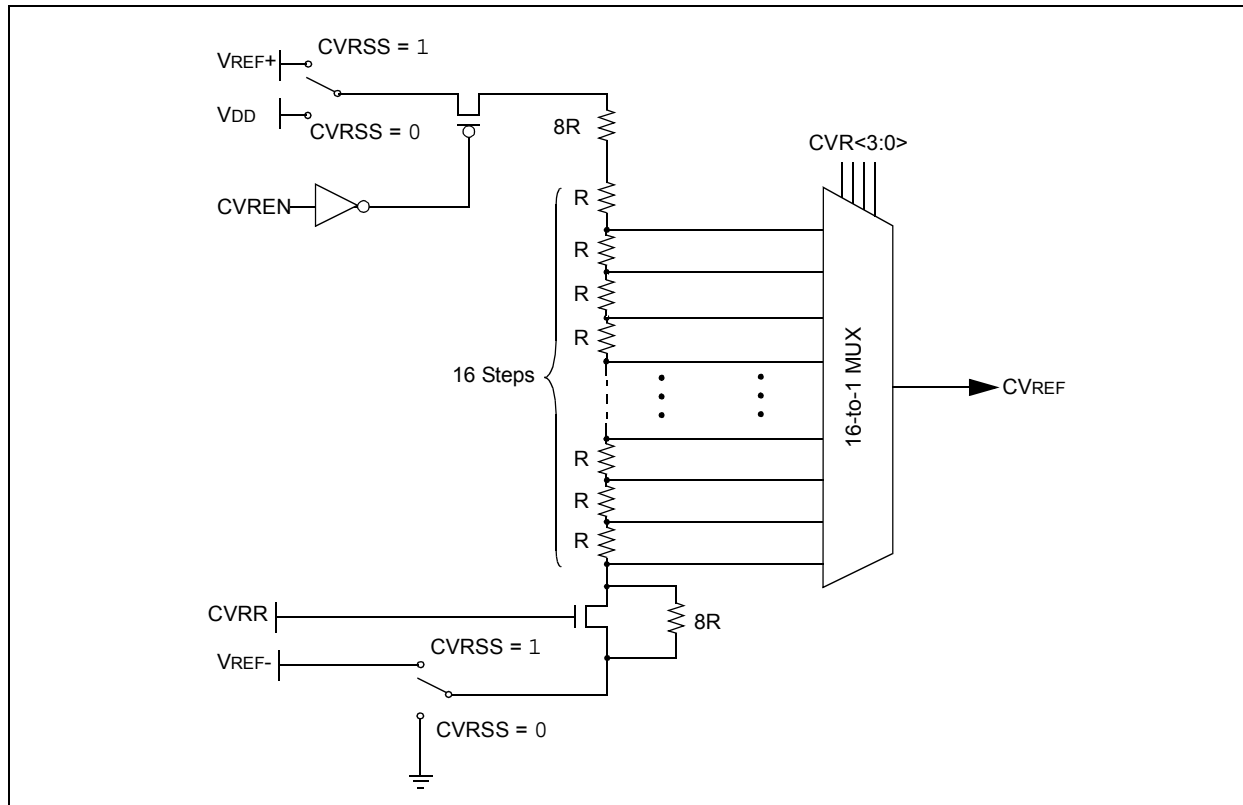 CVRSS = 1
VREF+
VDD
CVRSS = 0
8R
CVR<3:0>
CVREN
R
R
R
R
16 Steps
16-to-1 MUX
CVREF
R
R
R
CVRR
8R
CVRSS = 1
VREF-
CVRSS = 0